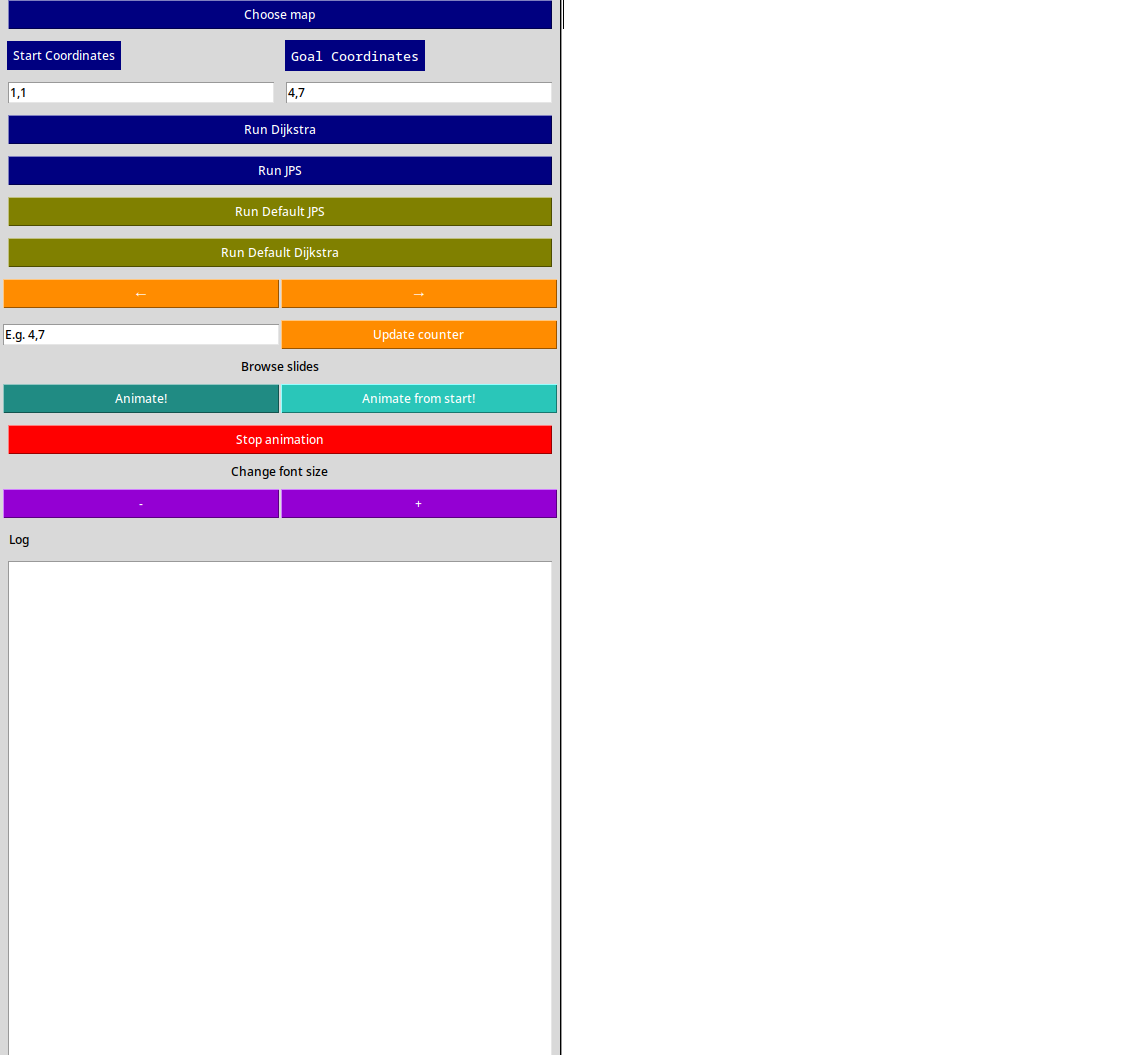 Choose map
Start Coordinates Goal Coordinates
1,1 4,7
Run Dijkstra
Run JPS
Run Default JPS
Run Default Dijkstra
← →
E.g. 4,7 Update counter
Browse slides
Animate! Animate from start!
Stop animation
Change font size
- +
Log